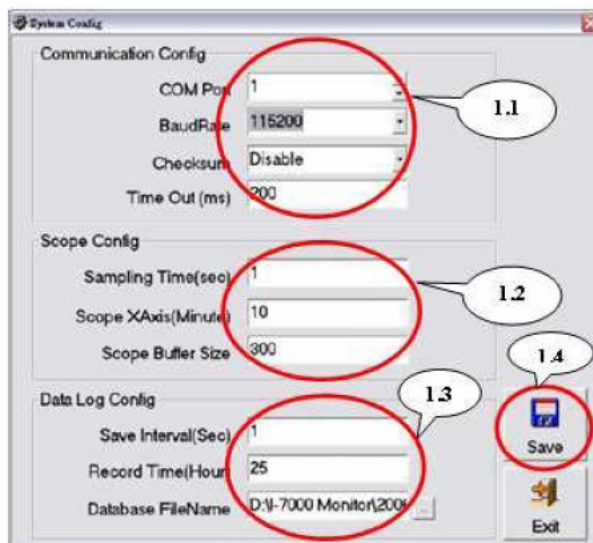 System Config
Communication Config
COM Port 1
1.1
BaudRate 115200
Checksum Disable
Time Out (ms) 200
Scope Config
Sampling Time(sec) 1
1.2
Scope XAxis(Minute) 10
Scope Buffer Size 300
1.4
Data Log Config
1.3
Save Interval(Sec) 1
Save
Record Time(Hour 25
Database FileName D:\I-7000 Monitor\200 ...
Exit